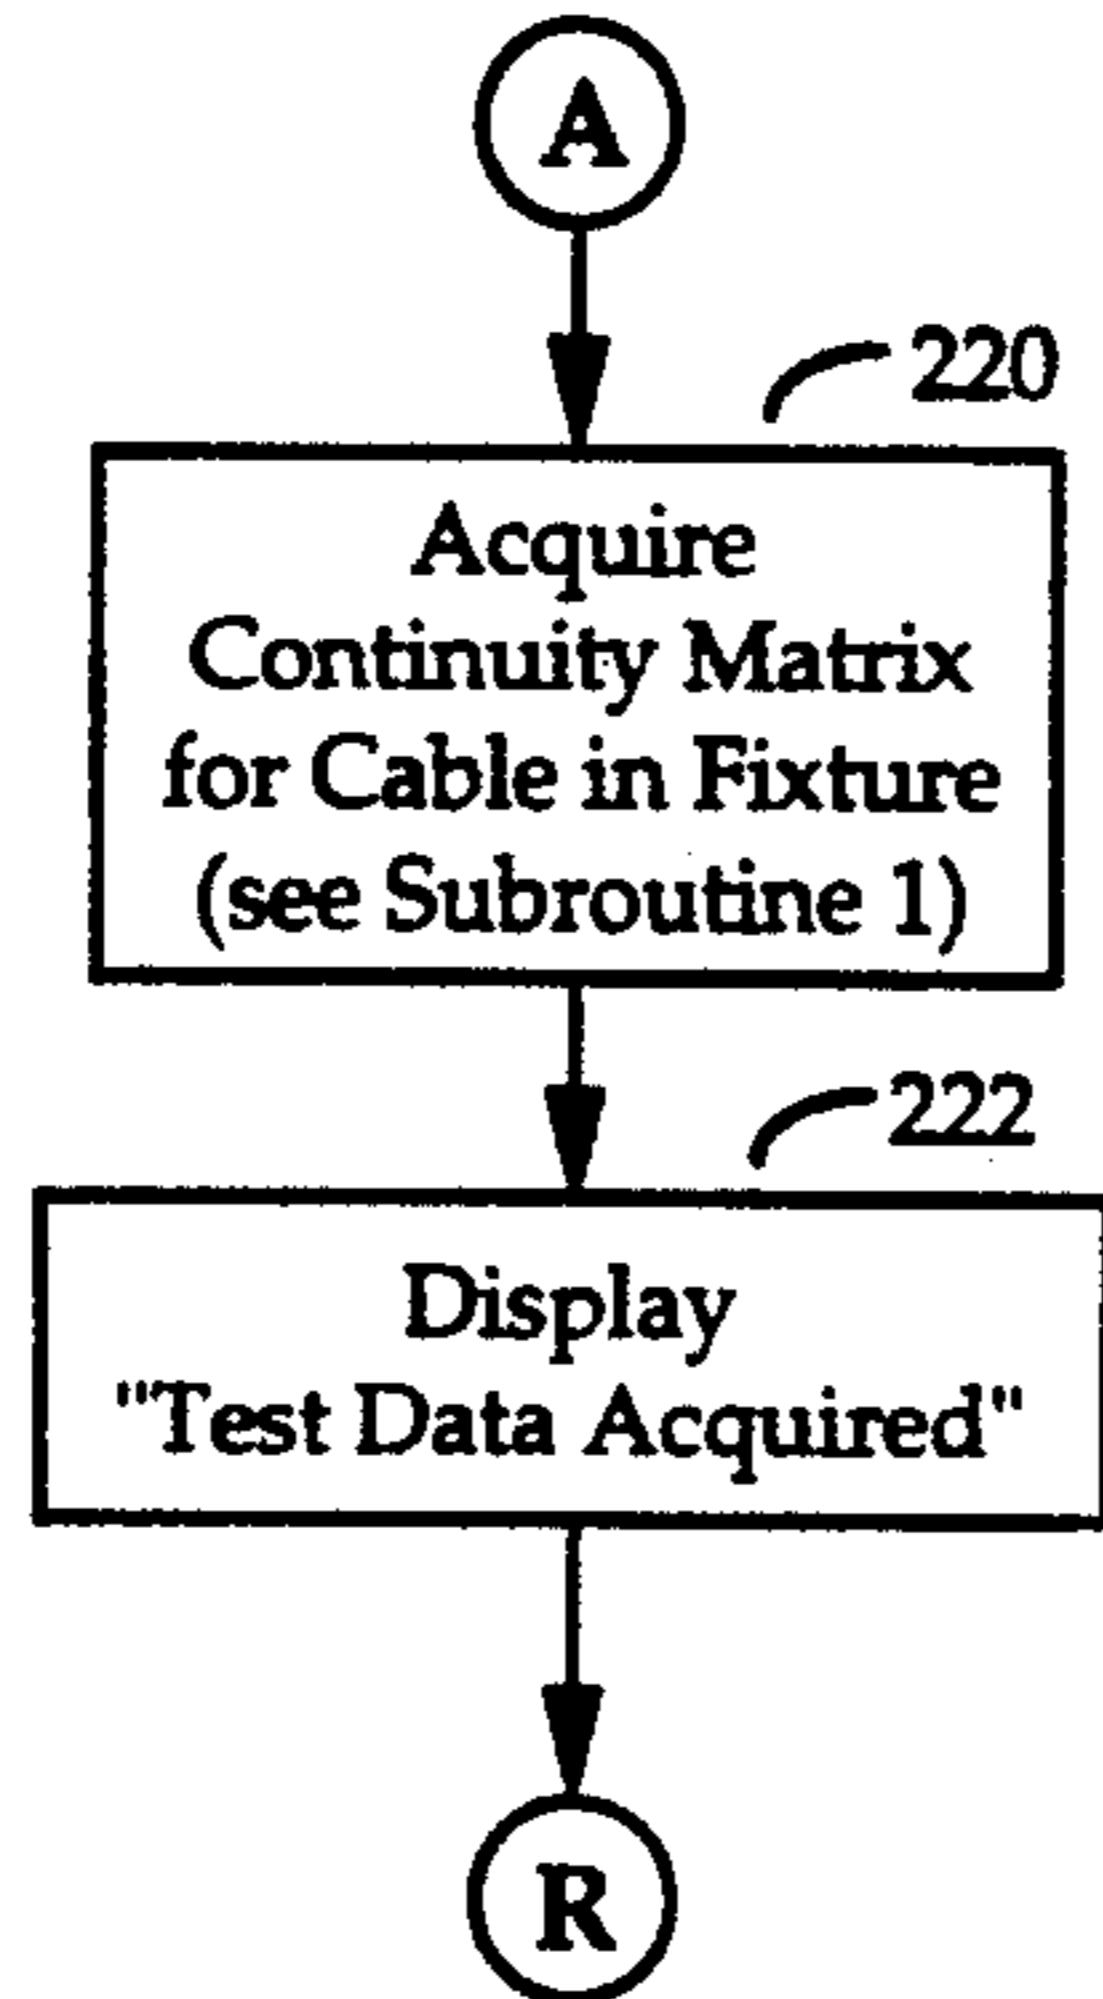 A
220
Acquire
Continuity Matrix
for Cable in Fixture
(see Subroutine 1)
222
Display
"Test Data Acquired"
R